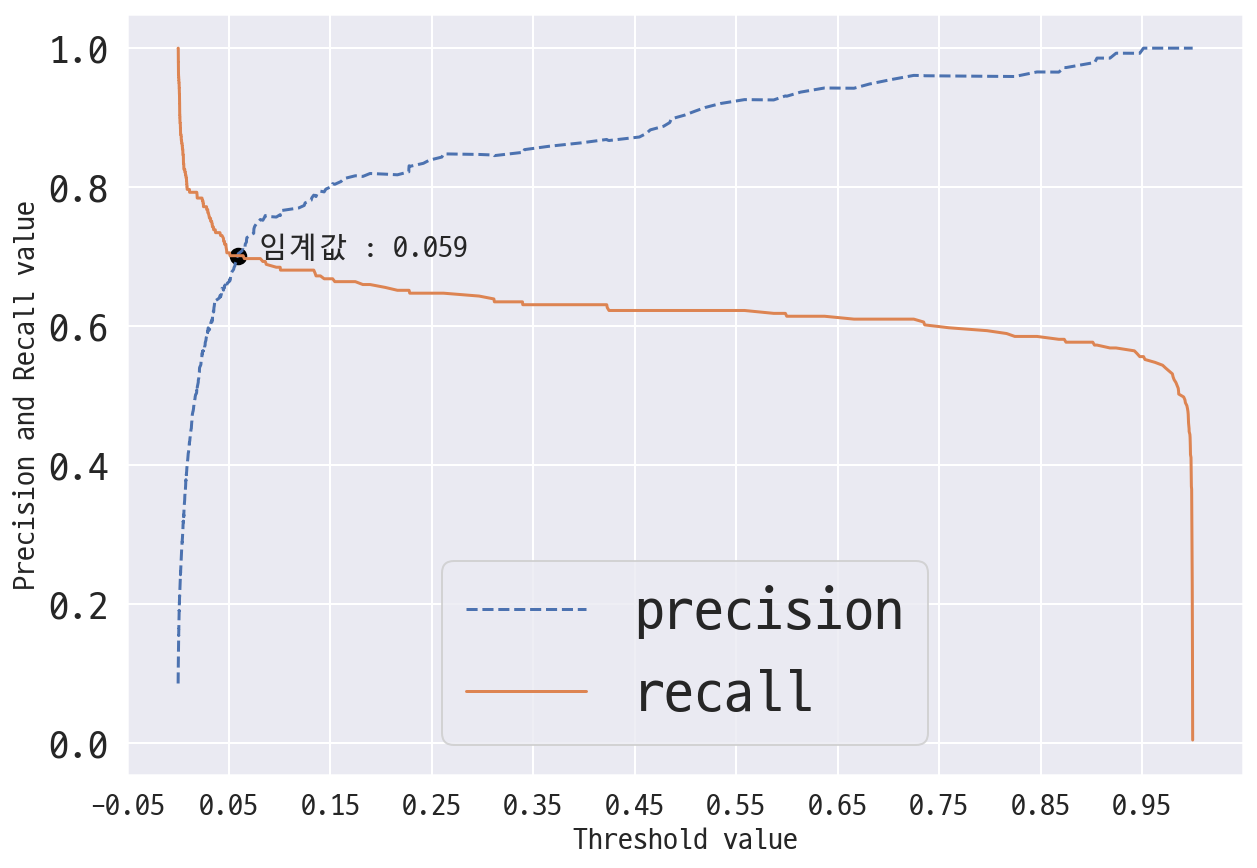 Precision and Recall value
1.0
0.8
0.6
0.4
0.2
0.0
임계값 : 0.059
precision
recall
−0.05 0.05 0.15 0.25 0.35 0.45 0.55 0.65 0.75 0.85 0.95
Threshold value